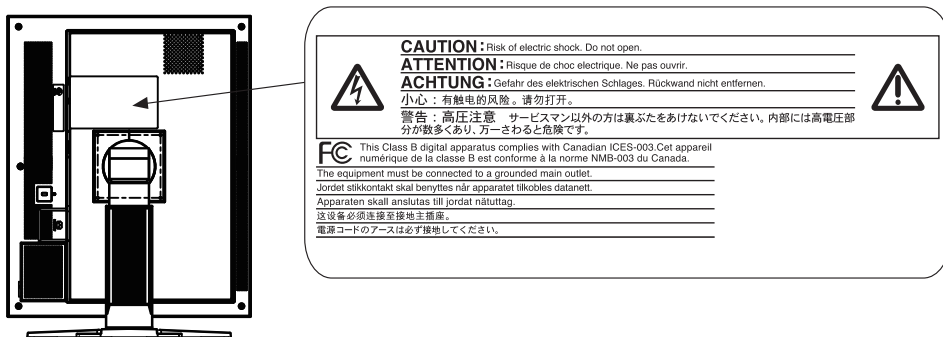 CAUTION : Risk of electric shock. Do not open.
ATTENTION : Risque de choc electrique. Ne pas ouvrir.
ACHTUNG : Gefahr des elektrischen Schlages. Rückwand nicht entfernen.
小心：有触电的风险。请勿打开。
警告：高圧注意 サービスマン以外の方は裏ぶたをあけないでください。内部には高電圧部
分が数多くあり、万一さわると危険です。
FC This Class B digital apparatus complies with Canadian ICES-003.Cet appareil
numérique de la classe B est conforme à la norme NMB-003 du Canada.
The equipment must be connected to a grounded main outlet.
Jordet stikkontakt skal benyttes når apparatet tilkobles datanett.
Apparaten skall anslutas till jordat nätuttag.
这设备必须连接至接地主插座。
電源コードのアースは必ず接地してください。